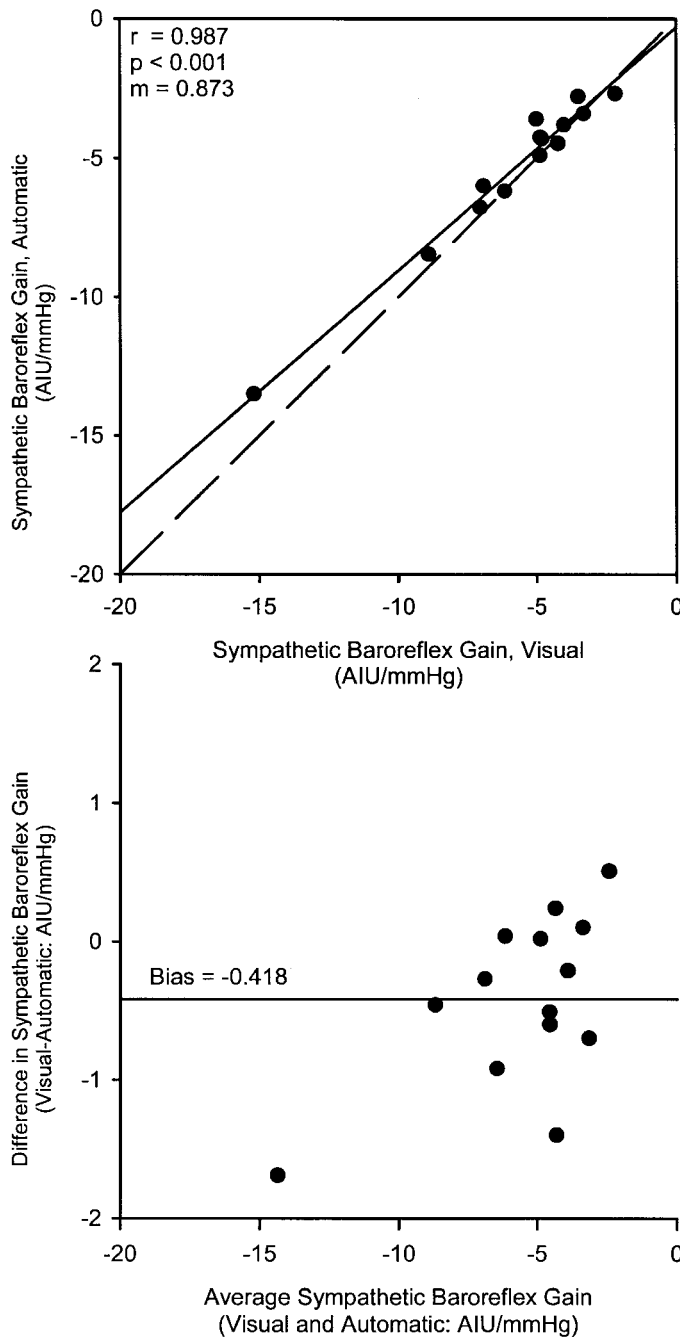 0
r = 0.987
p < 0.001
m = 0.873
-5
-10
-15
-20
Sympathetic Baroreflex Gain, Automatic
(AIU/mmHg)
-20
-15
-10
-5
0
Sympathetic Baroreflex Gain, Visual
(AIU/mmHg)
2
1
0
-1
-2
Difference in Sympathetic Baroreflex Gain
(Visual-Automatic: AIU/mmHg)
Bias = -0.418
-20
-15
-10
-5
0
Average Sympathetic Baroreflex Gain
(Visual and Automatic: AIU/mmHg)